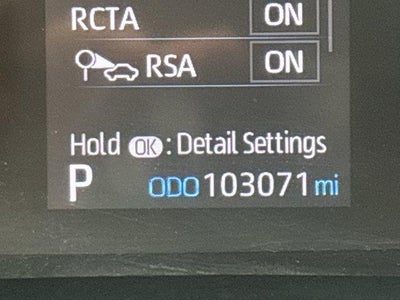 RCTA ON
RSA ON
Hold OK : Detail Settings
P ODO 103071 mi